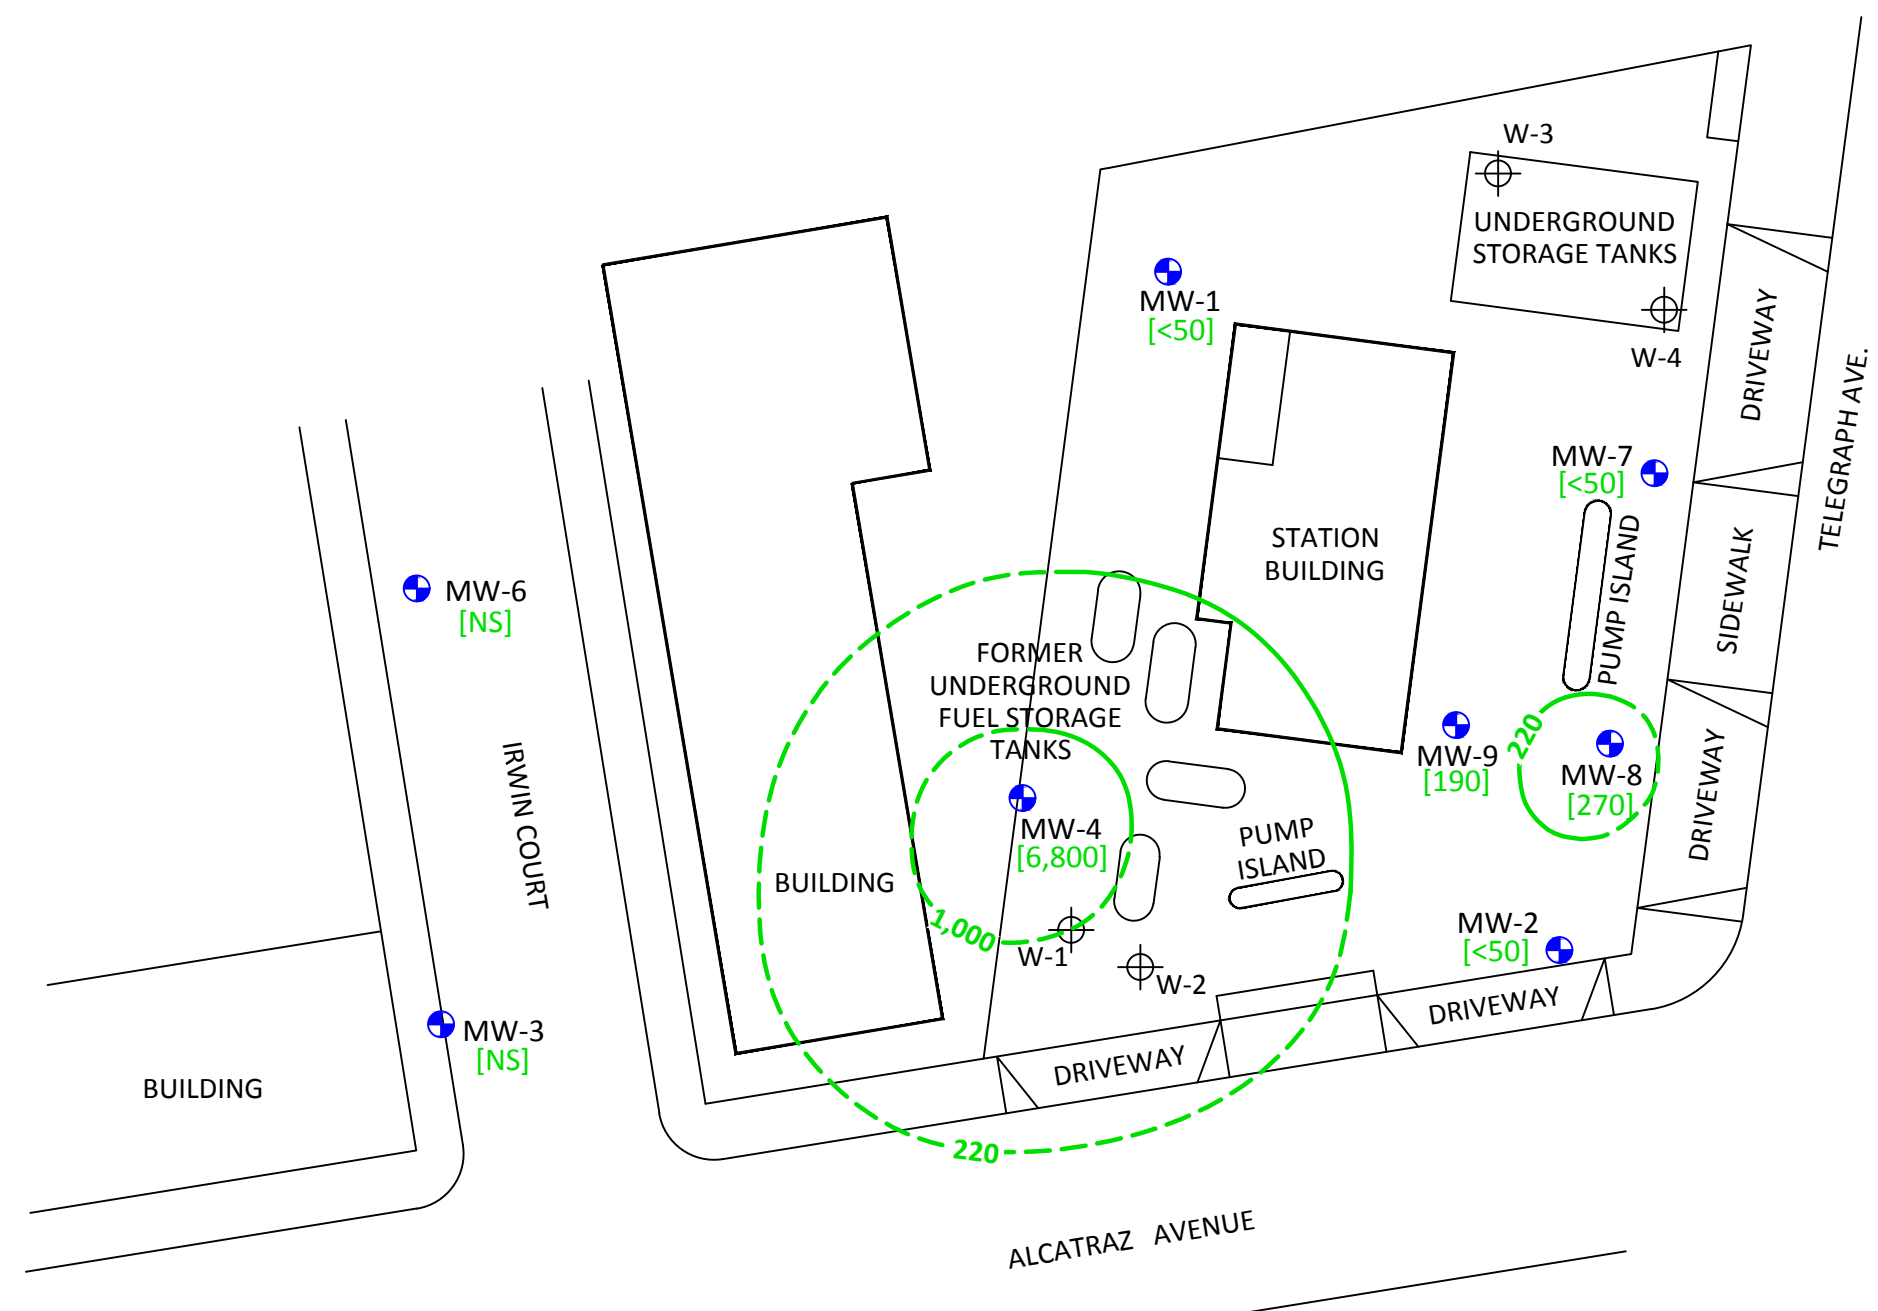 W-3
UNDERGROUND
STORAGE TANKS
W-4
MW-1
[<50]
DRIVEWAY
TELEGRAPH AVE.
MW-7
[<50]
STATION
BUILDING
PUMP ISLAND
SIDEWALK
MW-6
[NS]
FORMER
UNDERGROUND
FUEL STORAGE
TANKS
220
MW-9
[190]
MW-8
[270]
DRIVEWAY
IRWIN COURT
MW-4
[6,800]
PUMP
ISLAND
BUILDING
1,000
W-1
W-2
MW-2
[<50]
DRIVEWAY
MW-3
[NS]
DRIVEWAY
BUILDING
220
ALCATRAZ AVENUE